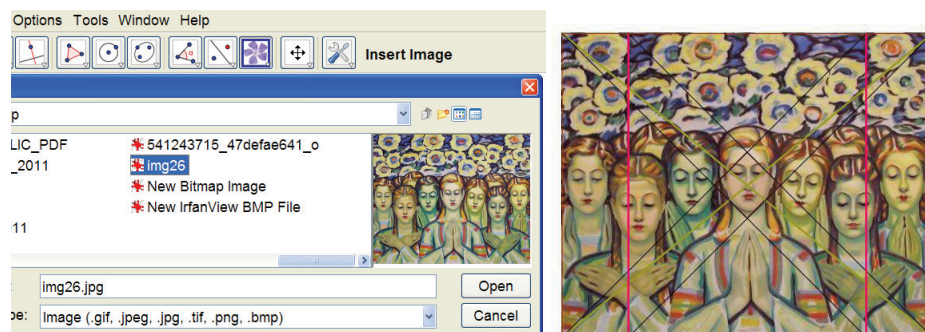 Options Tools Window Help
Insert Image
p
LIC_PDF
541243715_47defae641_o
_2011
img26
New Bitmap Image
New IrfanView BMP File
11
img26.jpg
Open
pe:
Image (.gif, .jpeg, .jpg, .tif, .png, .bmp)
Cancel